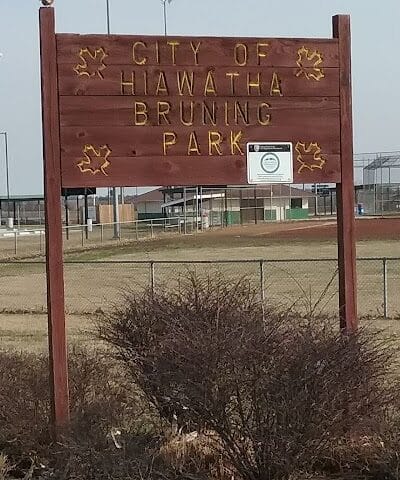 CITY OF
HIAWATHA
BRUNING
PARK